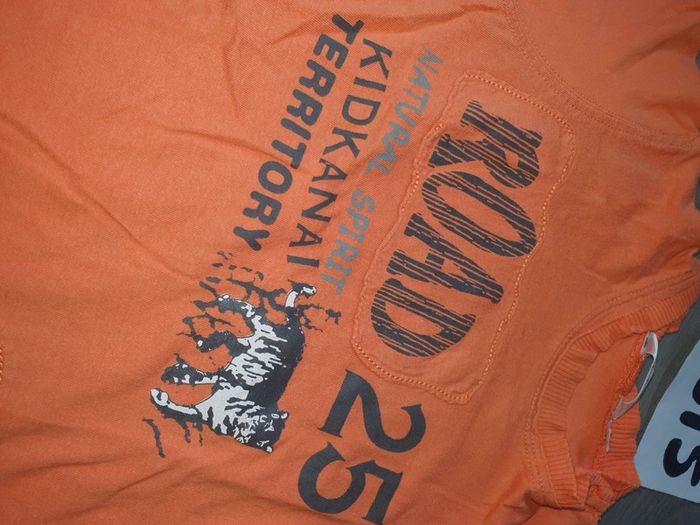 ROAD 25
NATURAL SPIRIT
KIDKANAI
TERRITORY